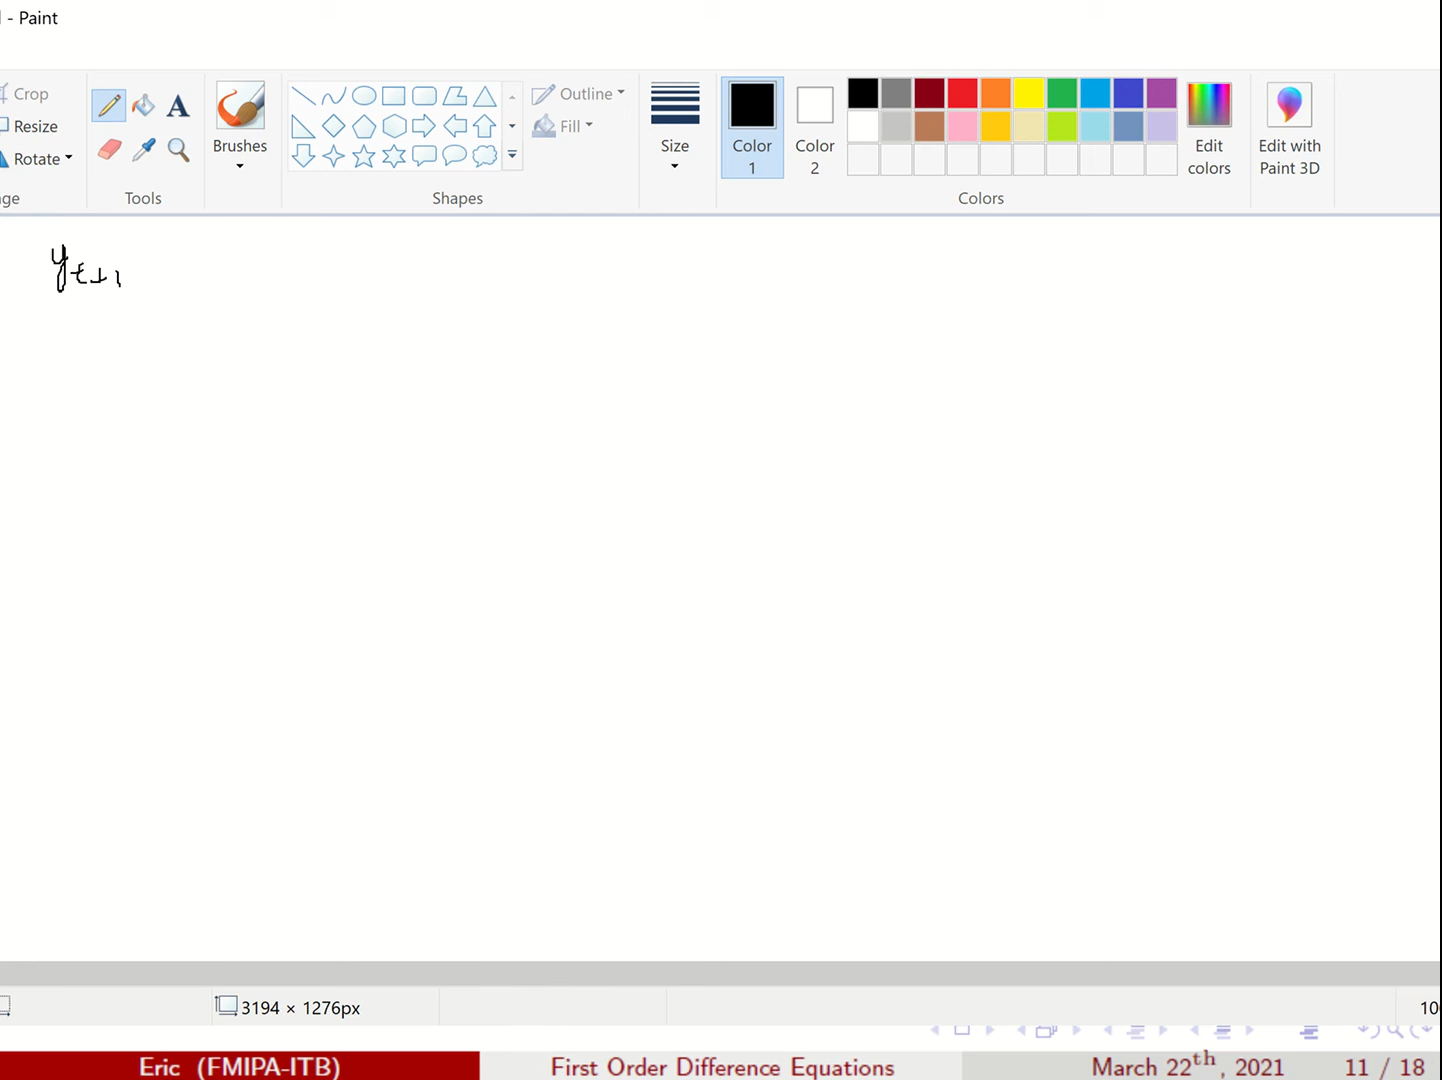 - Paint
Crop
Outline
Resize
Brushes
Size
Color 1
Color 2
Edit colors
Edit with Paint 3D
Fill
Rotate
Tools
Shapes
Colors
y_{t+1}
3194 × 1276px
Eric (FMIPA-ITB)
First Order Difference Equations
March 22th, 2021
11 / 18